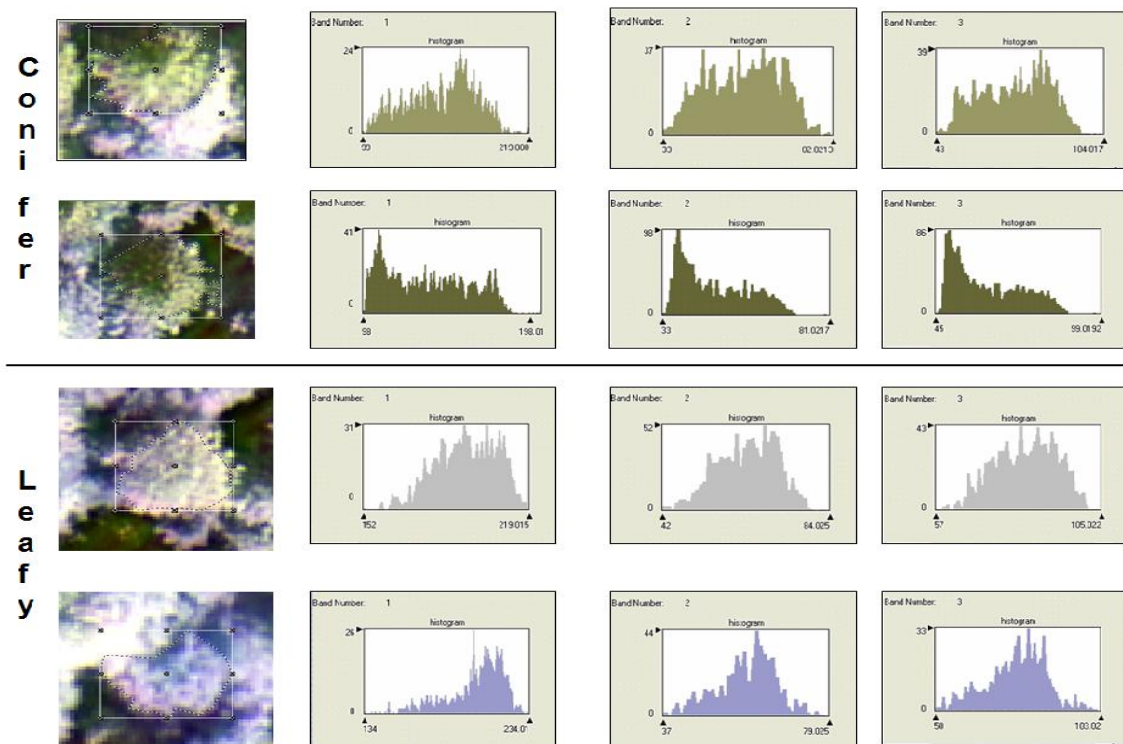 Conifer
Band Number: 1
histogram
24
0
210.008
Band Number: 2
histogram
37
0
33
Band Number: 3
histogram
39
0
43
104.017
Band Number: 1
histogram
41
0
198.01
Band Number: 2
histogram
98
0
33
81.0217
Band Number: 3
histogram
86
0
45
99.0192
Leafy
Band Number: 1
histogram
31
0
152
219.015
Band Number: 2
histogram
52
0
42
84.025
Band Number: 3
histogram
43
0
57
105.022
Band Number: 1
histogram
26
0
134
234.01
Band Number: 2
histogram
44
0
37
79.025
Band Number: 3
histogram
33
0
103.02